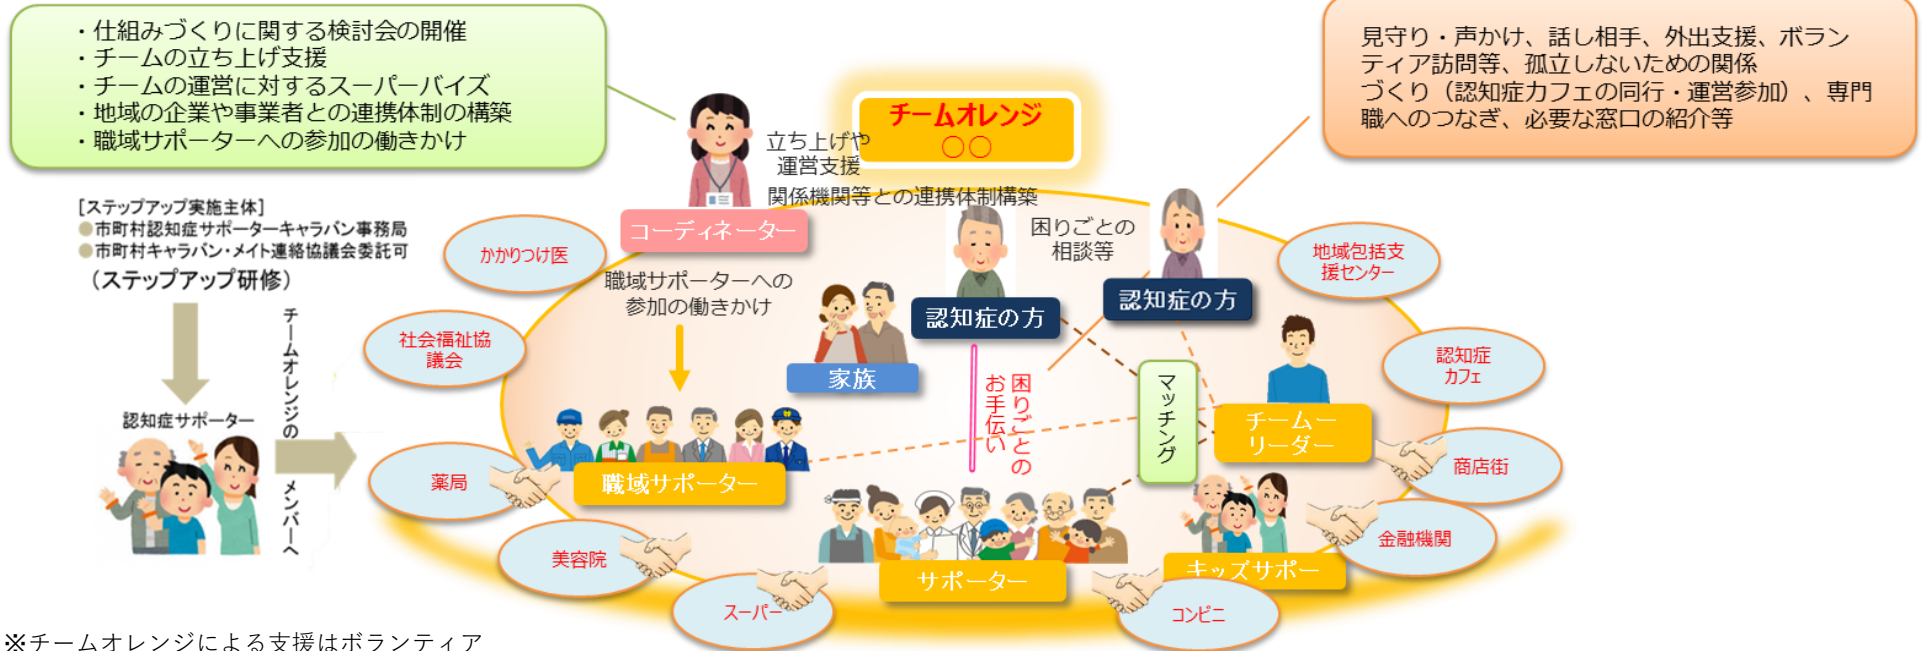 ・仕組みづくりに関する検討会の開催
・チームの立ち上げ支援
・チームの運営に対するスーパーバイズ
・地域の企業や事業者との連携体制の構築
・職域サポーターへの参加の働きかけ
見守り・声かけ、話し相手、外出支援、ボラン
ティア訪問等、孤立しないための関係
づくり（認知症カフェの同行・運営参加）、専門
職へのつなぎ、必要な窓口の紹介等
チームオレンジ
〇〇
立ち上げや
運営支援
関係機関等との連携体制構築
コーディネーター
[ステップアップ実施主体]
●市町村認知症サポーターキャラバン事務局
●市町村キャラバン・メイト連絡協議会委託可
（ステップアップ研修）
チームオレンジの
メンバーへ
認知症サポーター
かかりつけ医
社会福祉協
議会
薬局
美容院
スーパー
コンビニ
金融機関
商店街
認知症
カフェ
地域包括支
援センター
職域サポーターへの
参加の働きかけ
困りごとの
相談等
認知症の方
認知症の方
家族
困りごとの
お手伝い
マッチング
チームー
リーダー
職域サポーター
サポーター
キッズサポー
※チームオレンジによる支援はボランティア